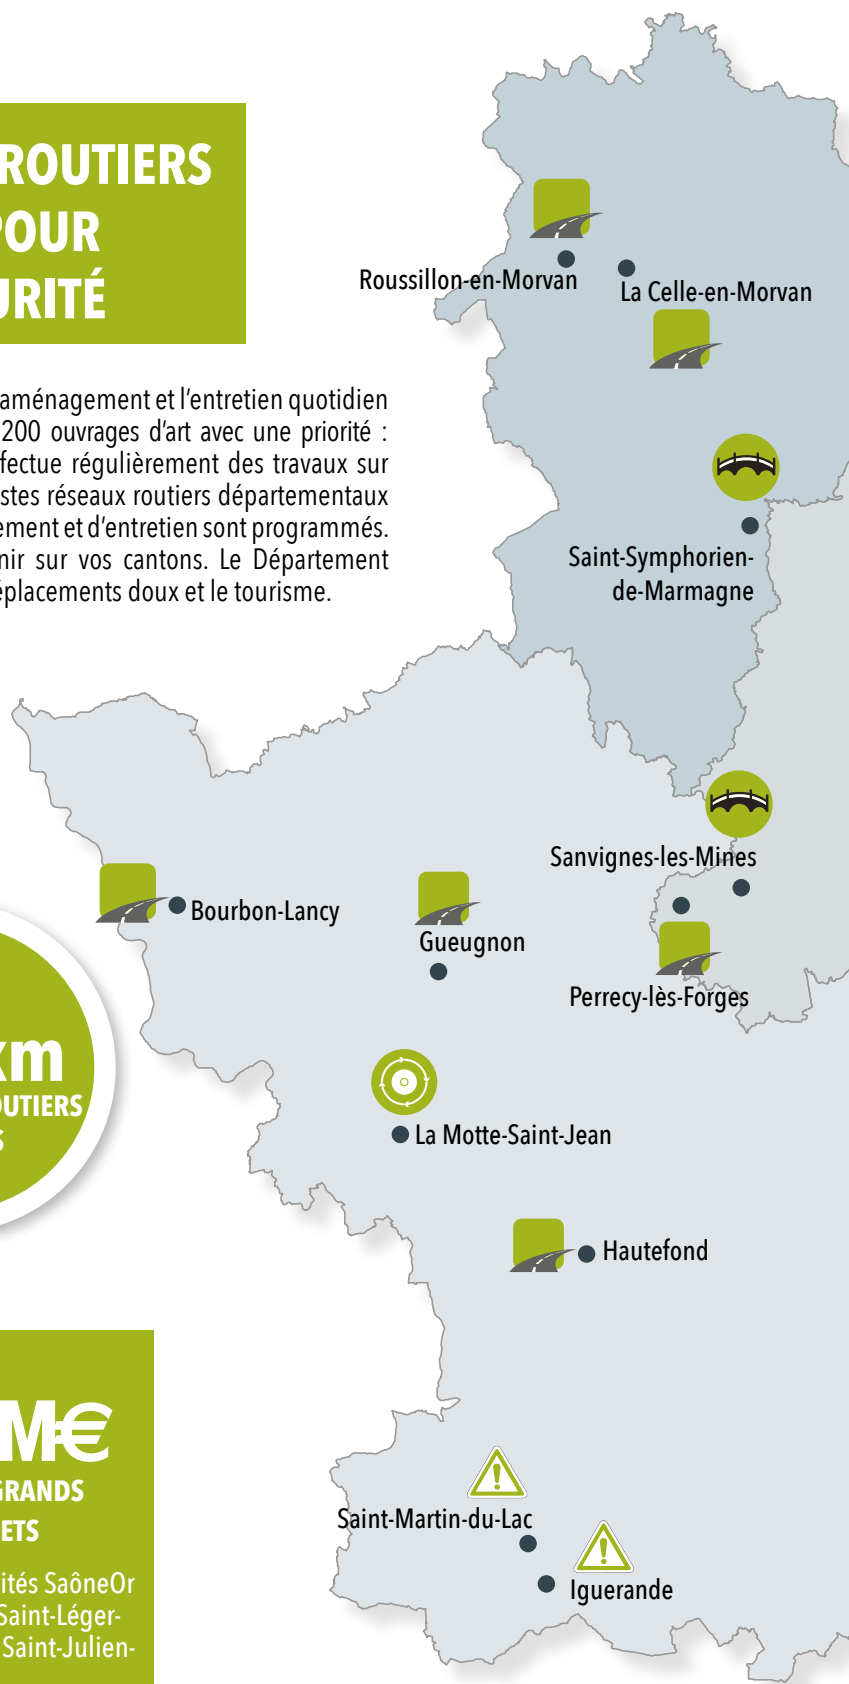 ROUTIERS
POUR
URITÉ
aménagement et l'entretien quotidien
200 ouvrages d'art avec une priorité :
ffectue régulièrement des travaux sur
stes réseaux routiers départementaux
ement et d'entretien sont programmés.
nir sur vos cantons. Le Département
éplacements doux et le tourisme.
Roussillon-en-Morvan
La Celle-en-Morvan
Saint-Symphorien-
de-Marmagne
Sanvignes-les-Mines
Bourbon-Lancy
Gueugnon
Perrecy-lès-Forges
km
OUTIERS
S
La Motte-Saint-Jean
Hautefond
M€
GRANDS
ETS
Saint-Martin-du-Lac
Iguerande
ités SaôneOr
Saint-Léger-
Saint-Julien-